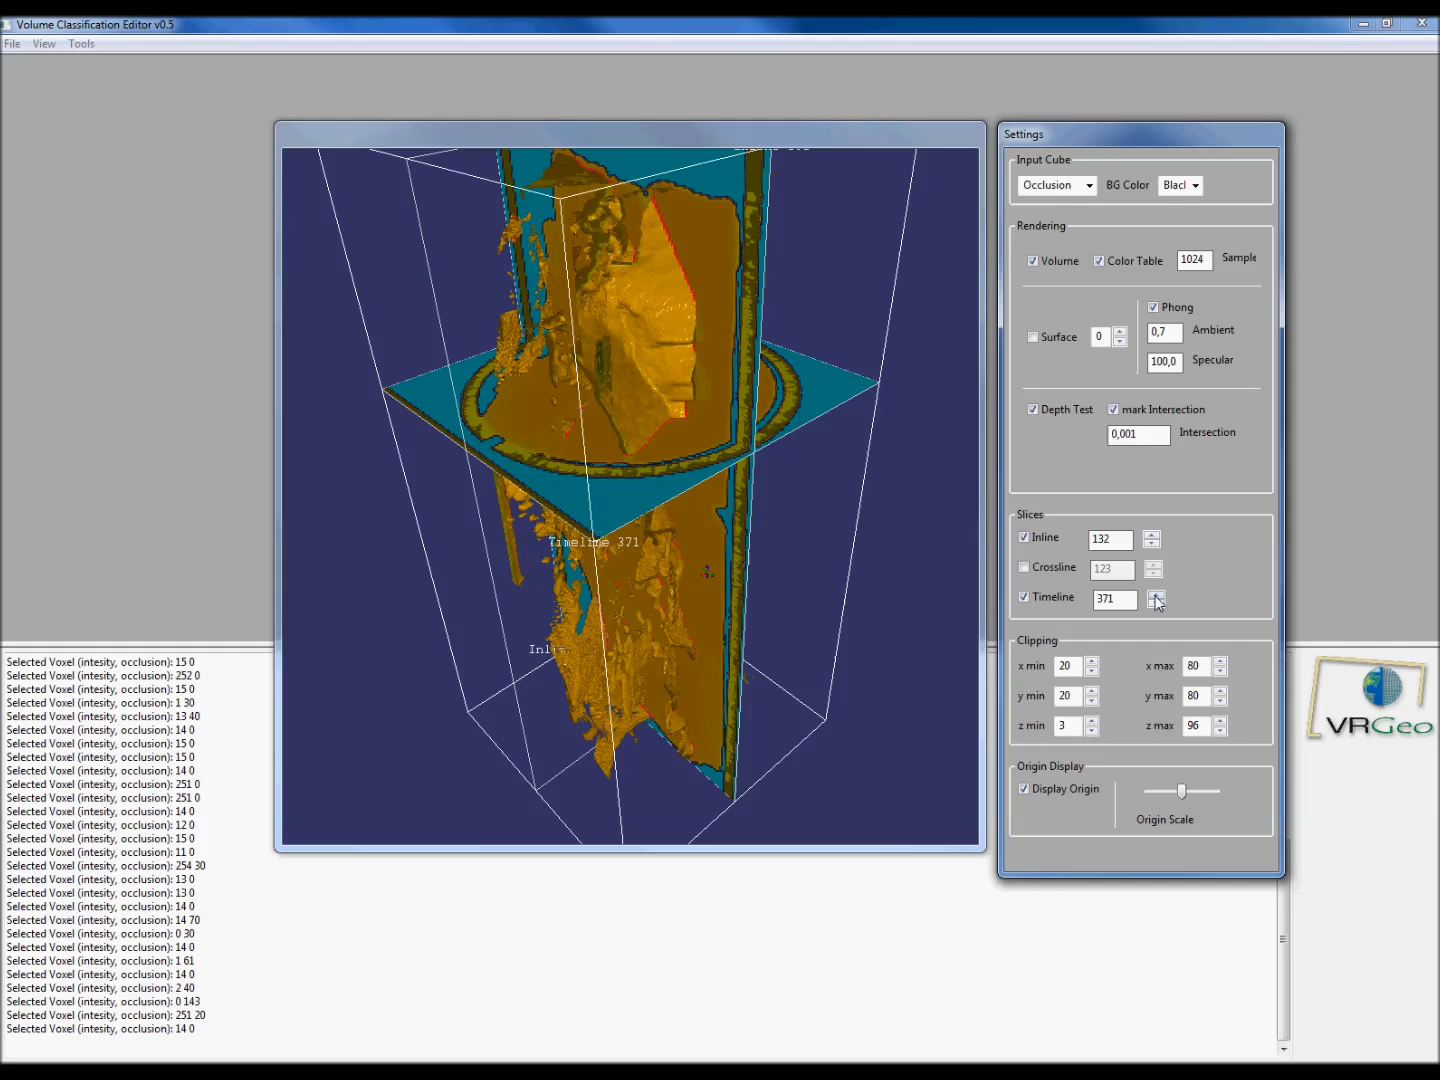 Volume Classification Editor v0.5
File View Tools
Timeline 371
Selected Voxel (intesity, occlusion): 15 0
Selected Voxel (intesity, occlusion): 252 0
Selected Voxel (intesity, occlusion): 15 0
Selected Voxel (intesity, occlusion): 1 30
Selected Voxel (intesity, occlusion): 13 40
Selected Voxel (intesity, occlusion): 14 0
Selected Voxel (intesity, occlusion): 15 0
Selected Voxel (intesity, occlusion): 15 0
Selected Voxel (intesity, occlusion): 14 0
Selected Voxel (intesity, occlusion): 251 0
Selected Voxel (intesity, occlusion): 251 0
Selected Voxel (intesity, occlusion): 14 0
Selected Voxel (intesity, occlusion): 12 0
Selected Voxel (intesity, occlusion): 15 0
Selected Voxel (intesity, occlusion): 11 0
Selected Voxel (intesity, occlusion): 254 30
Selected Voxel (intesity, occlusion): 13 0
Selected Voxel (intesity, occlusion): 13 0
Selected Voxel (intesity, occlusion): 14 0
Selected Voxel (intesity, occlusion): 14 70
Selected Voxel (intesity, occlusion): 0 30
Selected Voxel (intesity, occlusion): 14 0
Selected Voxel (intesity, occlusion): 1 61
Selected Voxel (intesity, occlusion): 14 0
Selected Voxel (intesity, occlusion): 2 40
Selected Voxel (intesity, occlusion): 0 143
Selected Voxel (intesity, occlusion): 251 20
Selected Voxel (intesity, occlusion): 14 0
Settings
Input Cube
Occlusion BG Color Blacl
Rendering
Volume Color Table 1024 Sample
Phong
Surface 0 0,7 Ambient
100,0 Specular
Depth Test mark Intersection
0,001 Intersection
Slices
Inline 132
Crossline 123
Timeline 371
Clipping
x min 20 x max 80
y min 20 y max 80
z min 3 z max 96
Origin Display
Display Origin
Origin Scale
VRGeo